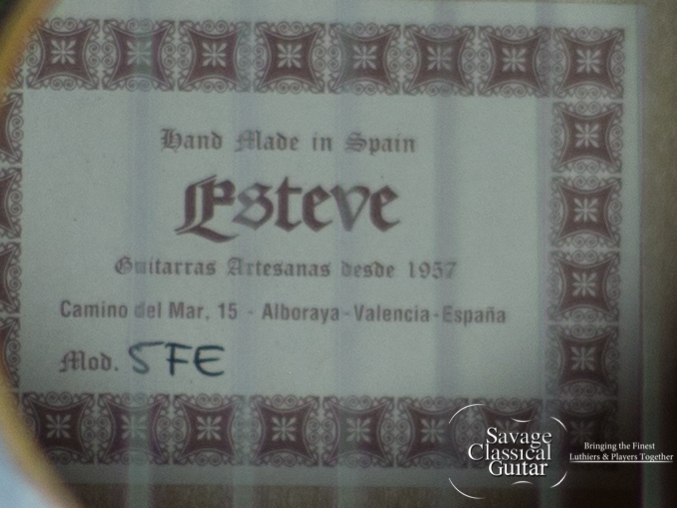 Hand Made in Spain
Esteve
Guitarras Artesanas desde 1957
Camino del Mar, 15 - Alboraya-Valencia-España
Mod. 5FE
Savage
Classical
Guitar
Bringing the Finest
Luthiers & Players Together